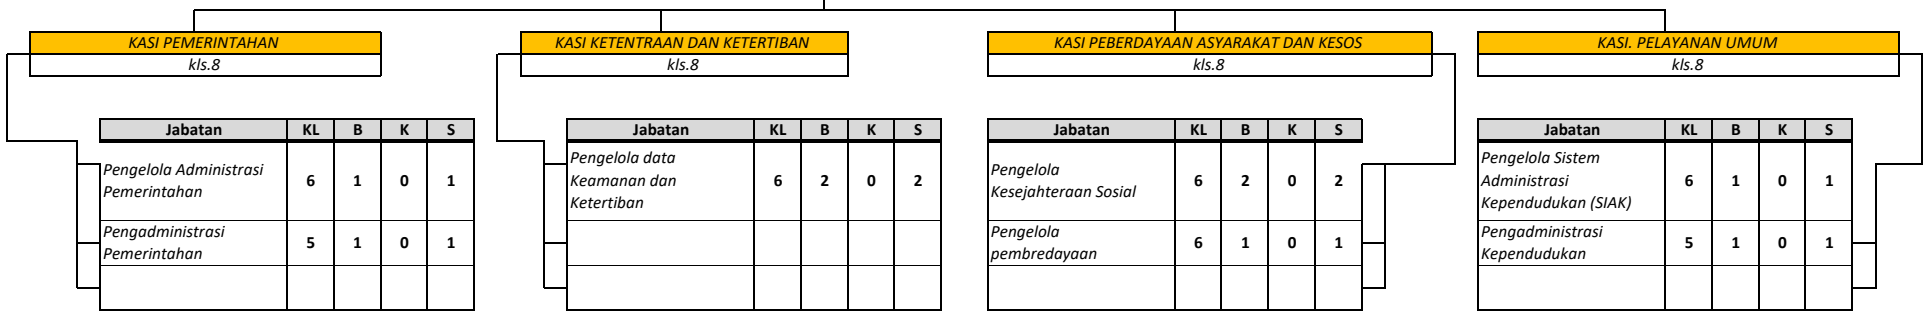 KASI PEMERINTAHAN
kls.8
Jabatan KL B K S
Pengelola Administrasi
Pemerintahan 6 1 0 1
Pengadministrasi
Pemerintahan 5 1 0 1
KASI KETENTRAAN DAN KETERTIBAN
kls.8
Jabatan KL B K S
Pengelola data
Keamanan dan 6 2 0 2
Ketertiban
KASI PEBERDAYAAN ASYARAKAT DAN KESOS
kls.8
Jabatan KL B K S
Pengelola
Kesejahteraan Sosial 6 2 0 2
Pengelola
pembredayaan 6 1 0 1
KASI. PELAYANAN UMUM
kls.8
Jabatan KL B K S
Pengelola Sistem
Administrasi 6 1 0 1
Kependudukan (SIAK)
Pengadministrasi
Kependudukan 5 1 0 1